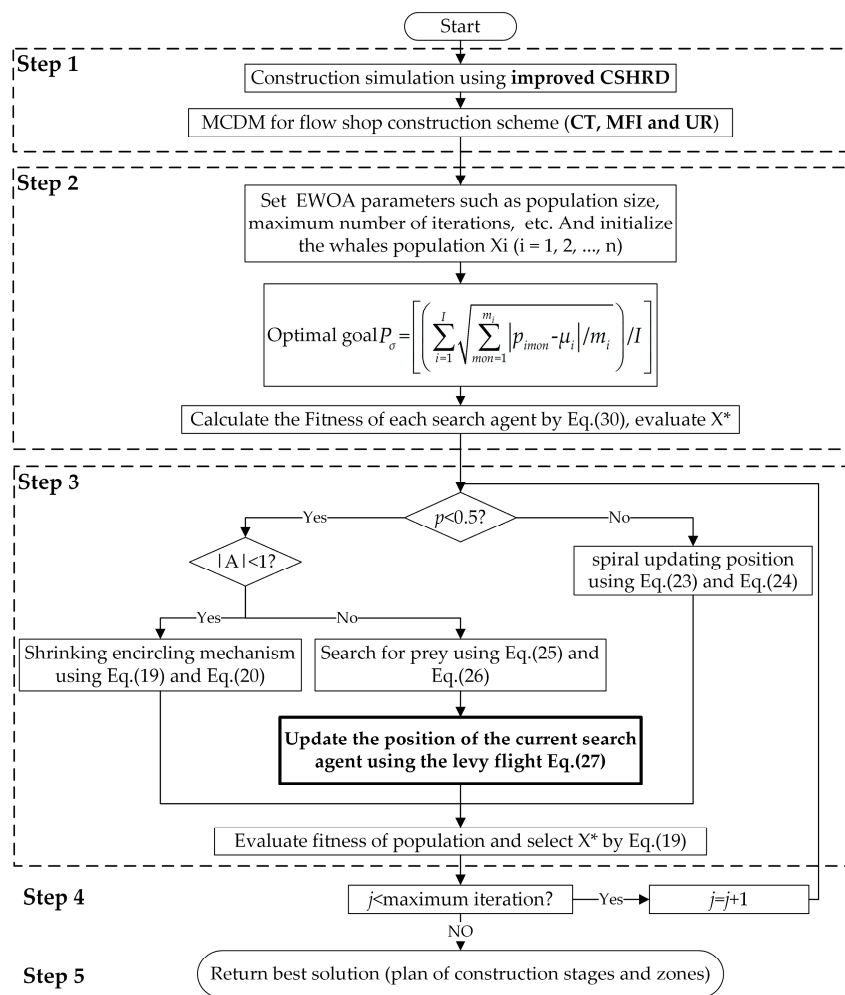 Start
Step 1
Construction simulation using improved CSHRD
MCDM for flow shop construction scheme (CT, MFI and UR)
Step 2
Set EWOA parameters such as population size,
maximum number of iterations, etc. And initialize
the whales population Xi (i = 1, 2, ..., n)
Optimal goal P_σ = [ ( \sum_{i=1}^{I} \sqrt{ \sum_{mon=1}^{m_i} |p_{imon} - μ_i| / m_i } ) / I ]
Calculate the Fitness of each search agent by Eq.(30), evaluate X*
Step 3
p<0.5?
Yes
No
|A|<1?
spiral updating position
using Eq.(23) and Eq.(24)
Yes
No
Shrinking encircling mechanism
using Eq.(19) and Eq.(20)
Search for prey using Eq.(25) and
Eq.(26)
Update the position of the current search
agent using the levy flight Eq.(27)
Evaluate fitness of population and select X* by Eq.(19)
Step 4
j<maximum iteration?
Yes
j=j+1
NO
Step 5
Return best solution (plan of construction stages and zones)